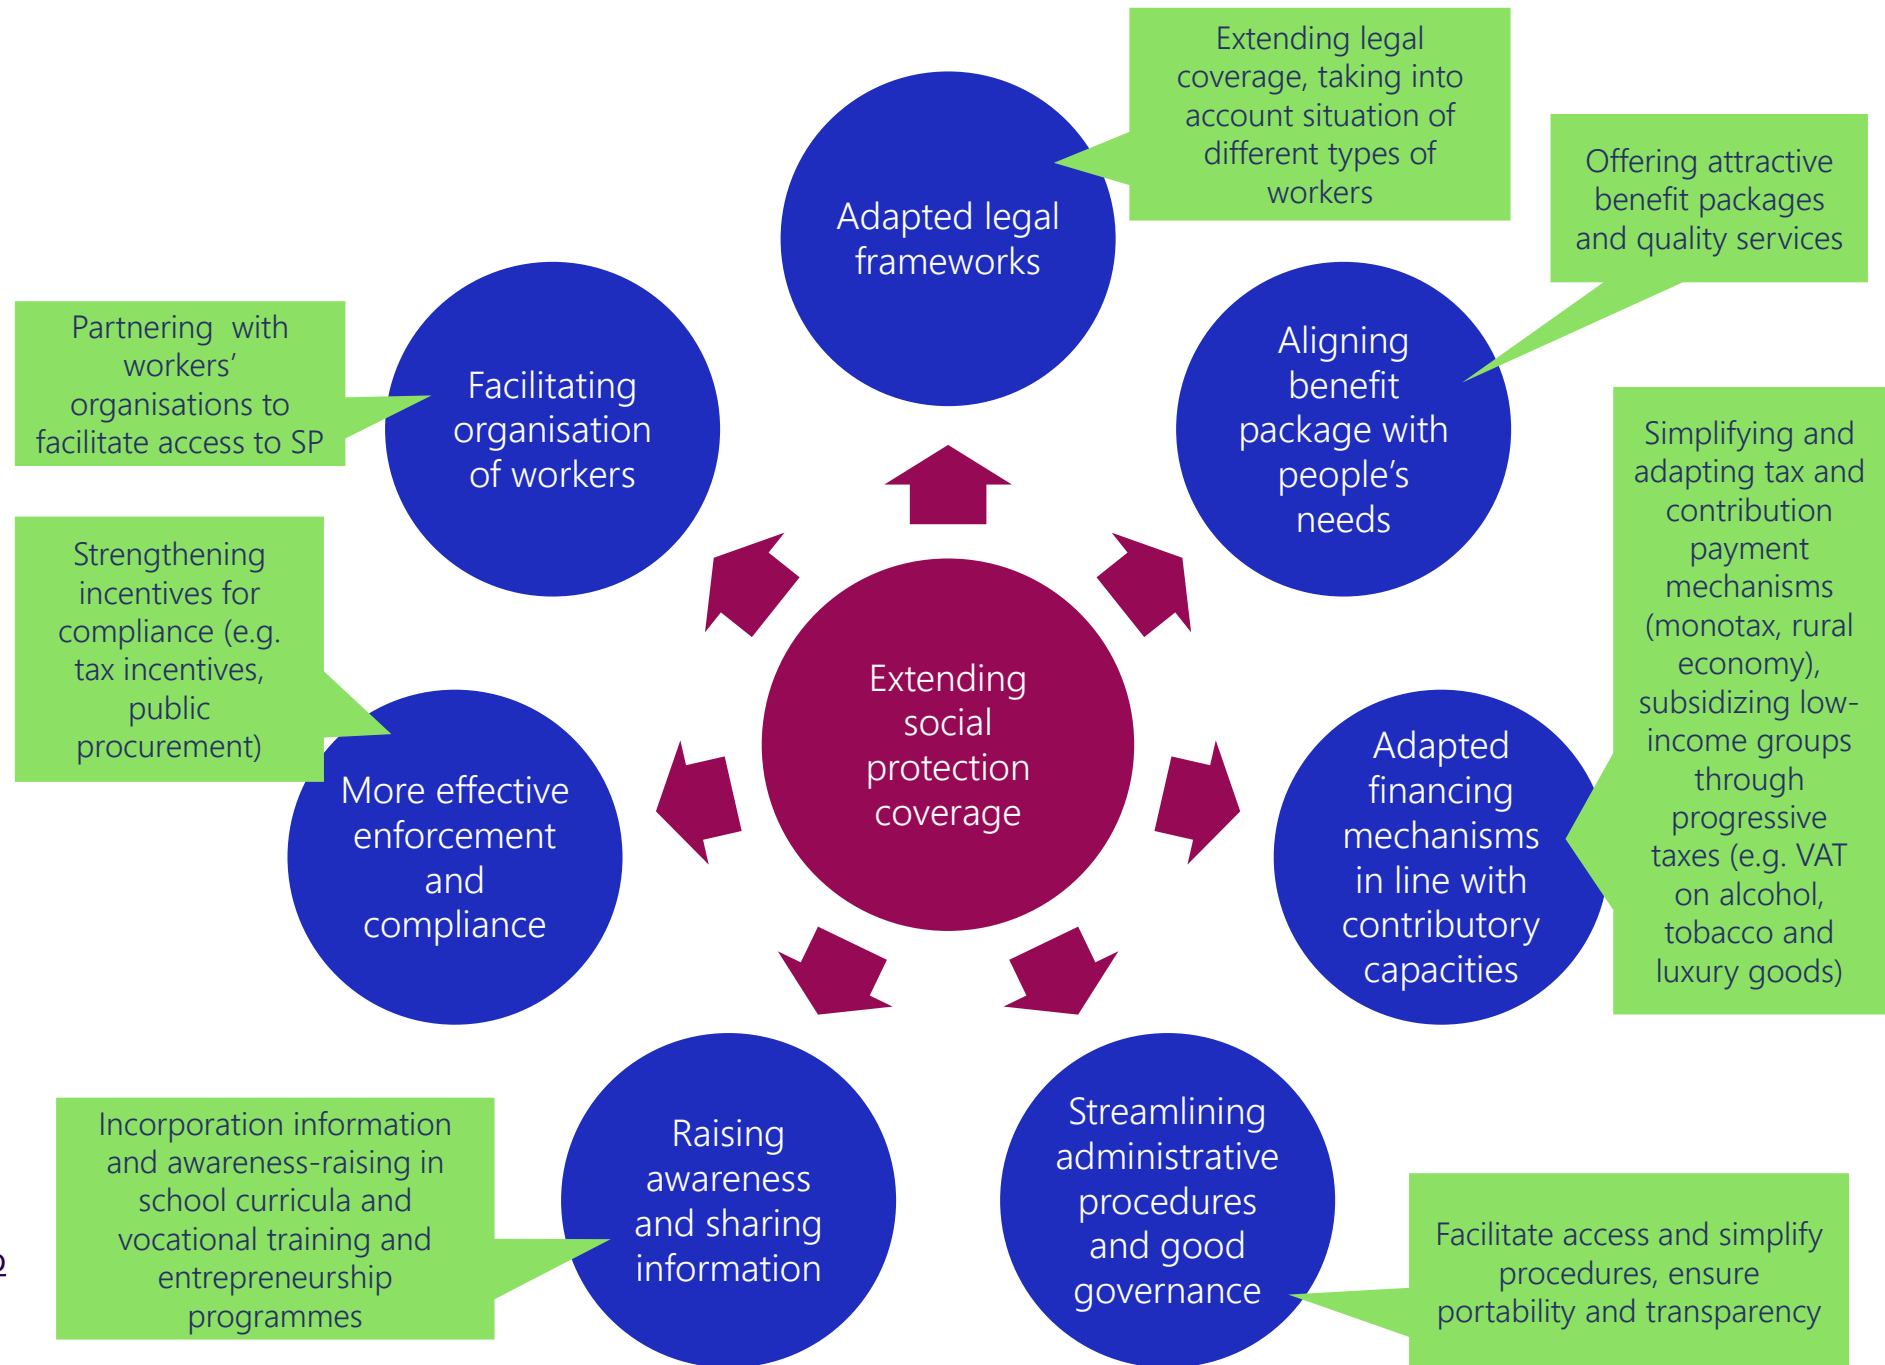 Extending legal
coverage, taking into
account situation of
different types of
workers
Adapted legal
frameworks
Offering attractive
benefit packages
and quality services
Aligning
benefit
package with
people’s
needs
Simplifying and
adapting tax and
contribution
payment
mechanisms
(monotax, rural
economy),
subsidizing low-
income groups
through
progressive
taxes (e.g. VAT
on alcohol,
tobacco and
luxury goods)
Adapted
financing
mechanisms
in line with
contributory
capacities
Streamlining
administrative
procedures
and good
governance
Facilitate access and simplify
procedures, ensure
portability and transparency
Raising
awareness
and sharing
information
Incorporation information
and awareness-raising in
school curricula and
vocational training and
entrepreneurship
programmes
More effective
enforcement
and
compliance
Strengthening
incentives for
compliance (e.g.
tax incentives,
public
procurement)
Facilitating
organisation
of workers
Partnering  with
workers’
organisations to
facilitate access to SP
Extending
social
protection
coverage